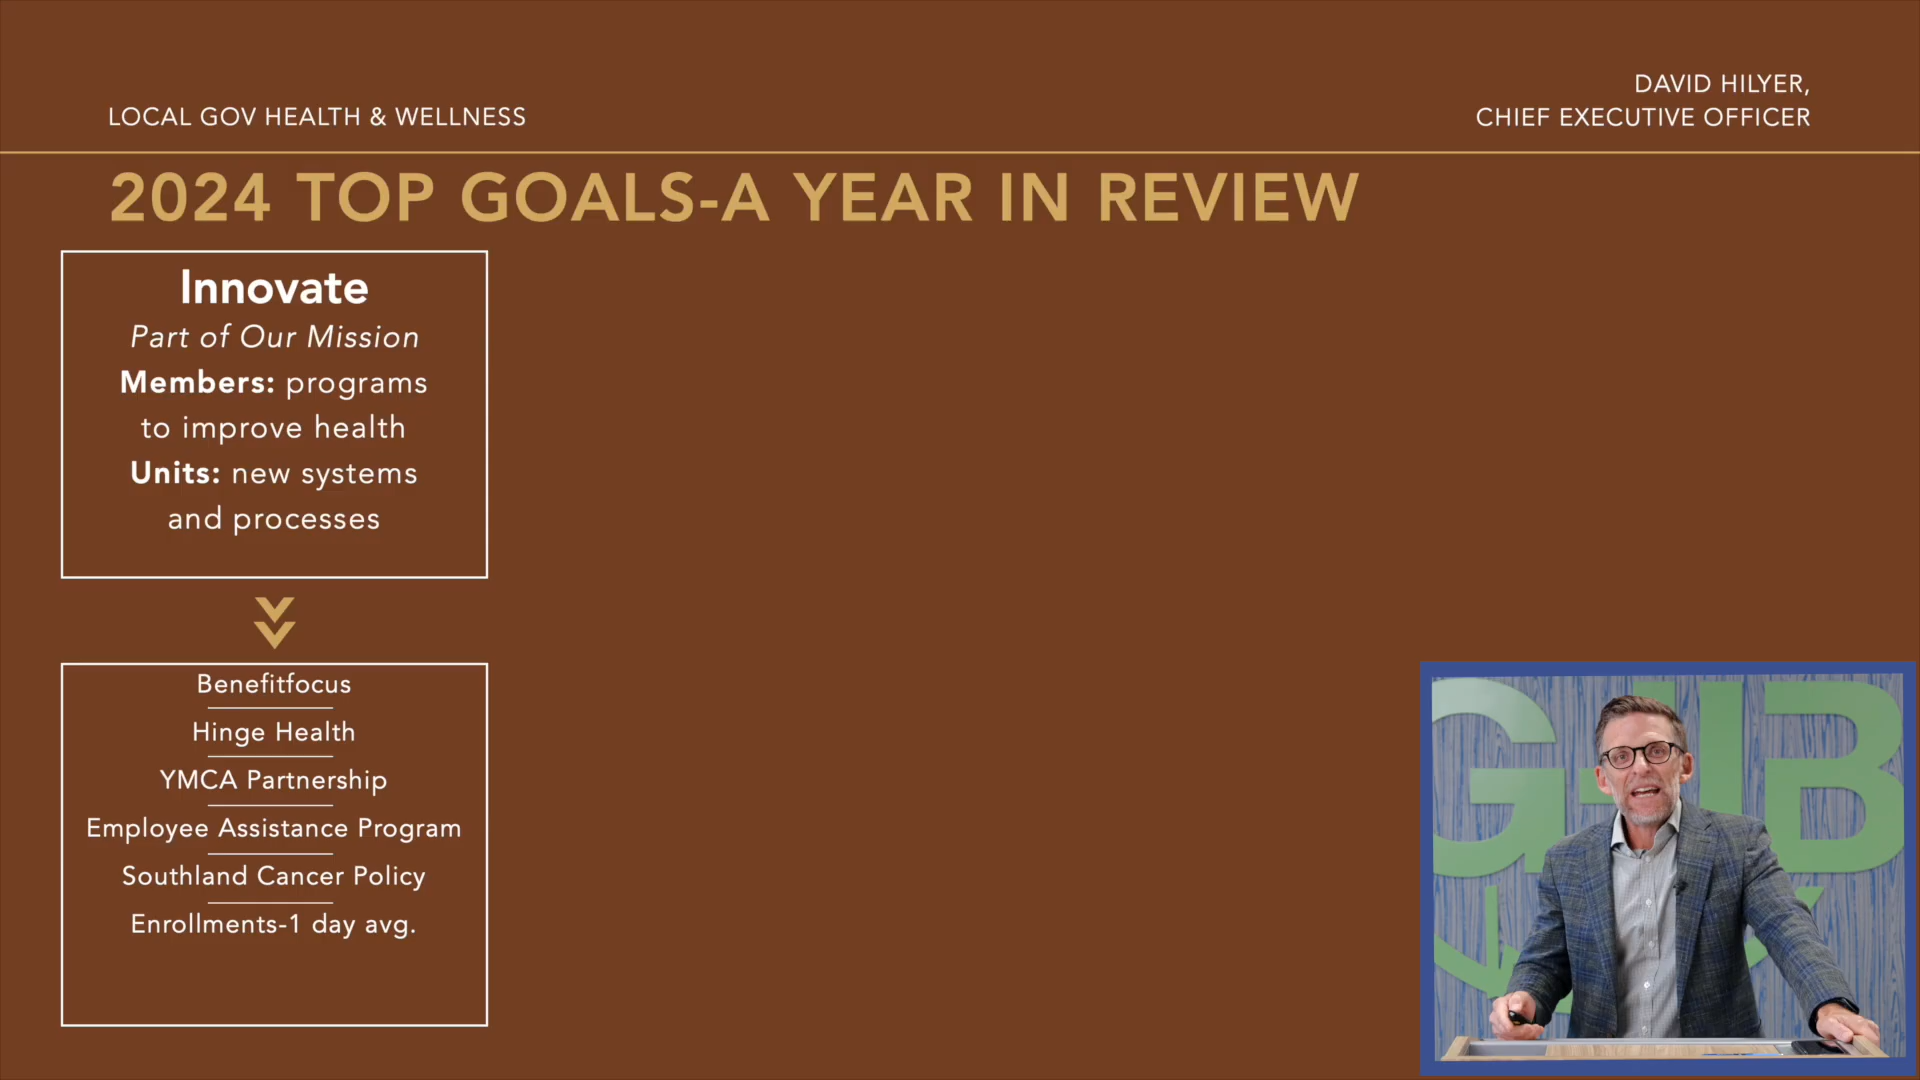 LOCAL GOV HEALTH & WELLNESS
DAVID HILYER,
CHIEF EXECUTIVE OFFICER
2024 TOP GOALS-A YEAR IN REVIEW
Innovate
Part of Our Mission
Members: programs
to improve health
Units: new systems
and processes
Benefitfocus
Hinge Health
YMCA Partnership
Employee Assistance Program
Southland Cancer Policy
Enrollments-1 day avg.